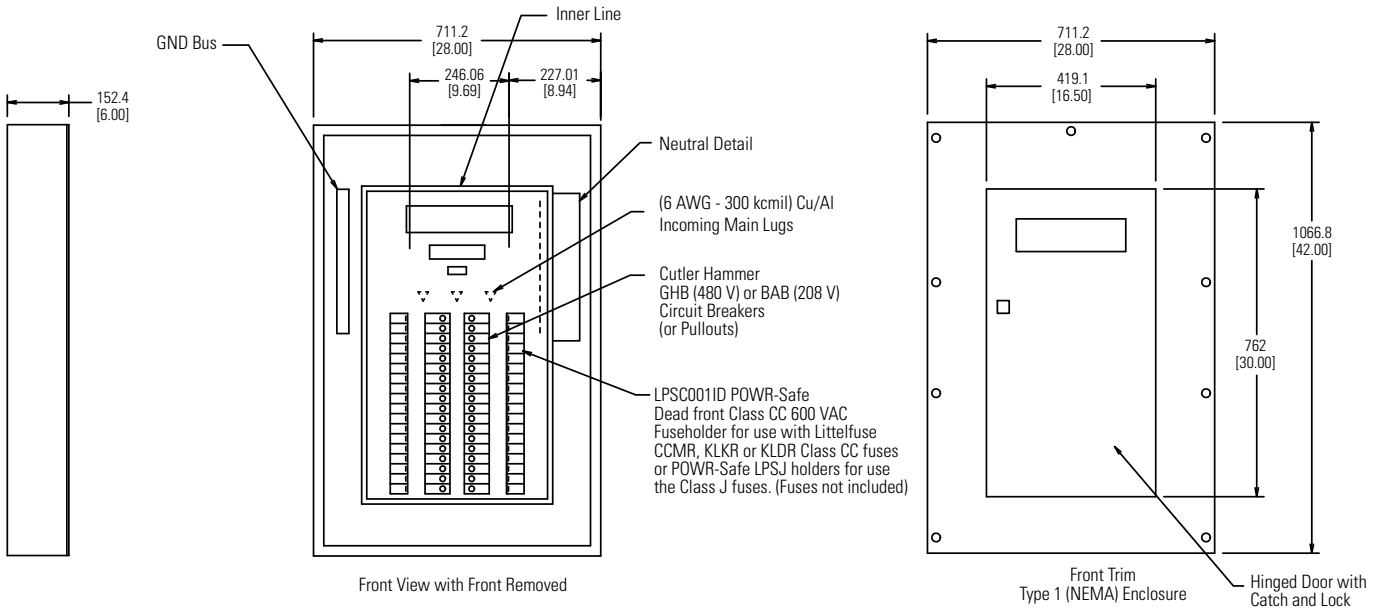 152.4
[6.00]
GND Bus
711.2
[28.00]
Inner Line
246.06
[9.69]
227.01
[8.94]
Neutral Detail
(6 AWG - 300 kcmil) Cu/Al
Incoming Main Lugs
Cutler Hammer
GHB (480 V) or BAB (208 V)
Circuit Breakers
(or Pullouts)
LPSC001ID POWR-Safe
Dead front Class CC 600 VAC
Fuseholder for use with Littelfuse
CCMR, KLKR or KLDR Class CC fuses
or POWR-Safe LPSJ holders for use
the Class J fuses. (Fuses not included)
Front View with Front Removed
711.2
[28.00]
419.1
[16.50]
1066.8
[42.00]
762
[30.00]
Front Trim
Type 1 (NEMA) Enclosure
Hinged Door with
Catch and Lock